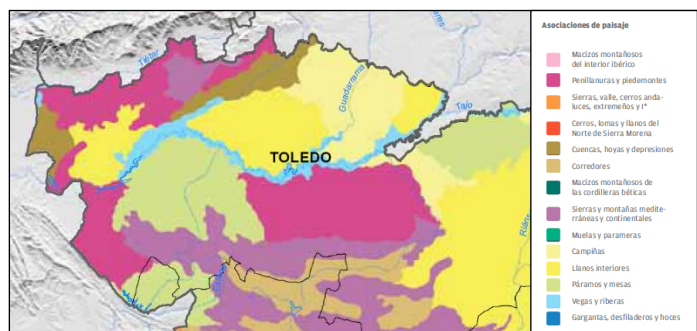 Tiétar
Guadarrama
Tajo
TOLEDO
Asociaciones de paisaje
Macizos montañosos
del interior ibérico
Penillanuras y piedemontes
Sierras, valle, cerros anda-
luces, extremeños y l*
Cerros, lomas y llanos del
Norte de Sierra Morena
Cuencas, hoyas y depresiones
Corredores
Macizos montañosos de
las cordilleras béticas
Sierras y montañas medite-
rráneas y continentales
Muelas y parameras
Campiñas
Llanos interiores
Páramos y mesas
Vegas y riberas
Gargantas, desfiladeros y hoces